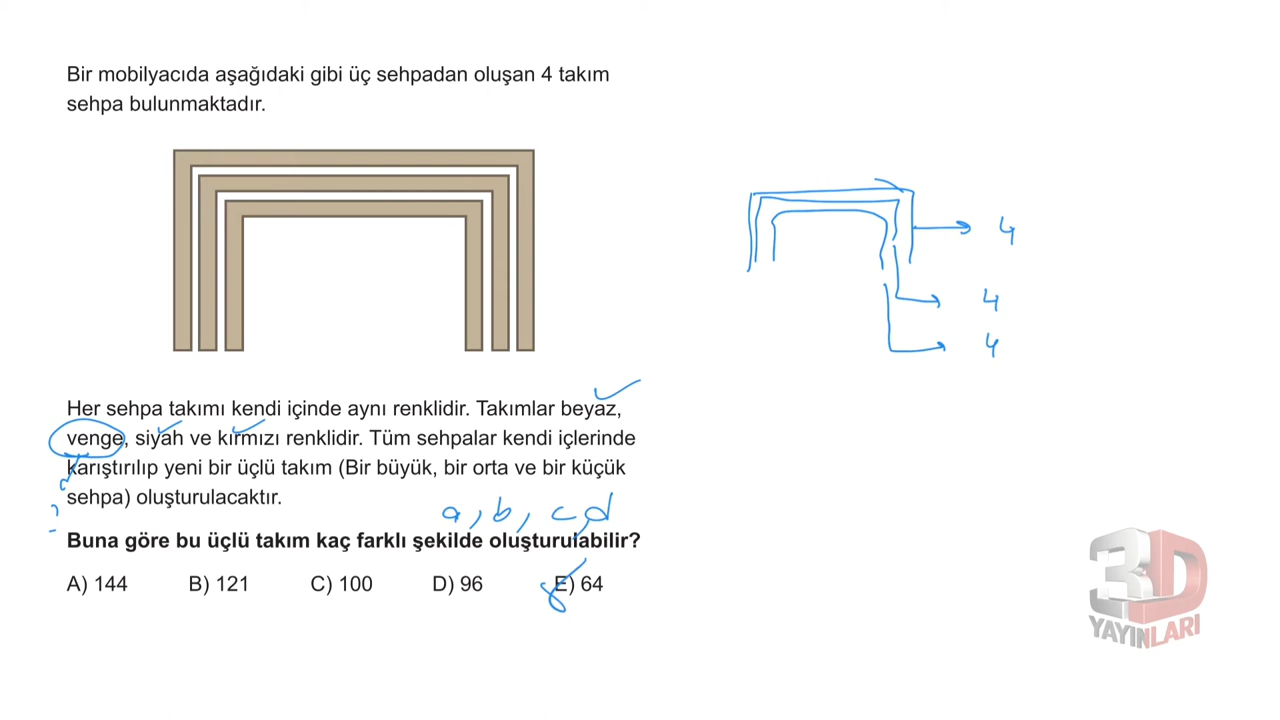 Bir mobilyacıda aşağıdaki gibi üç sehpadan oluşan 4 takım
sehpa bulunmaktadır.
4
4
4
Her sehpa takımı kendi içinde aynı renklidir. Takımlar beyaz,
venge, siyah ve kırmızı renklidir. Tüm sehpalar kendi içlerinde
karıştırılıp yeni bir üçlü takım (Bir büyük, bir orta ve bir küçük
sehpa) oluşturulacaktır.
a, b, c, d
Buna göre bu üçlü takım kaç farklı şekilde oluşturulabilir?
A) 144 B) 121 C) 100 D) 96 E) 64
3D
YAYINLARI